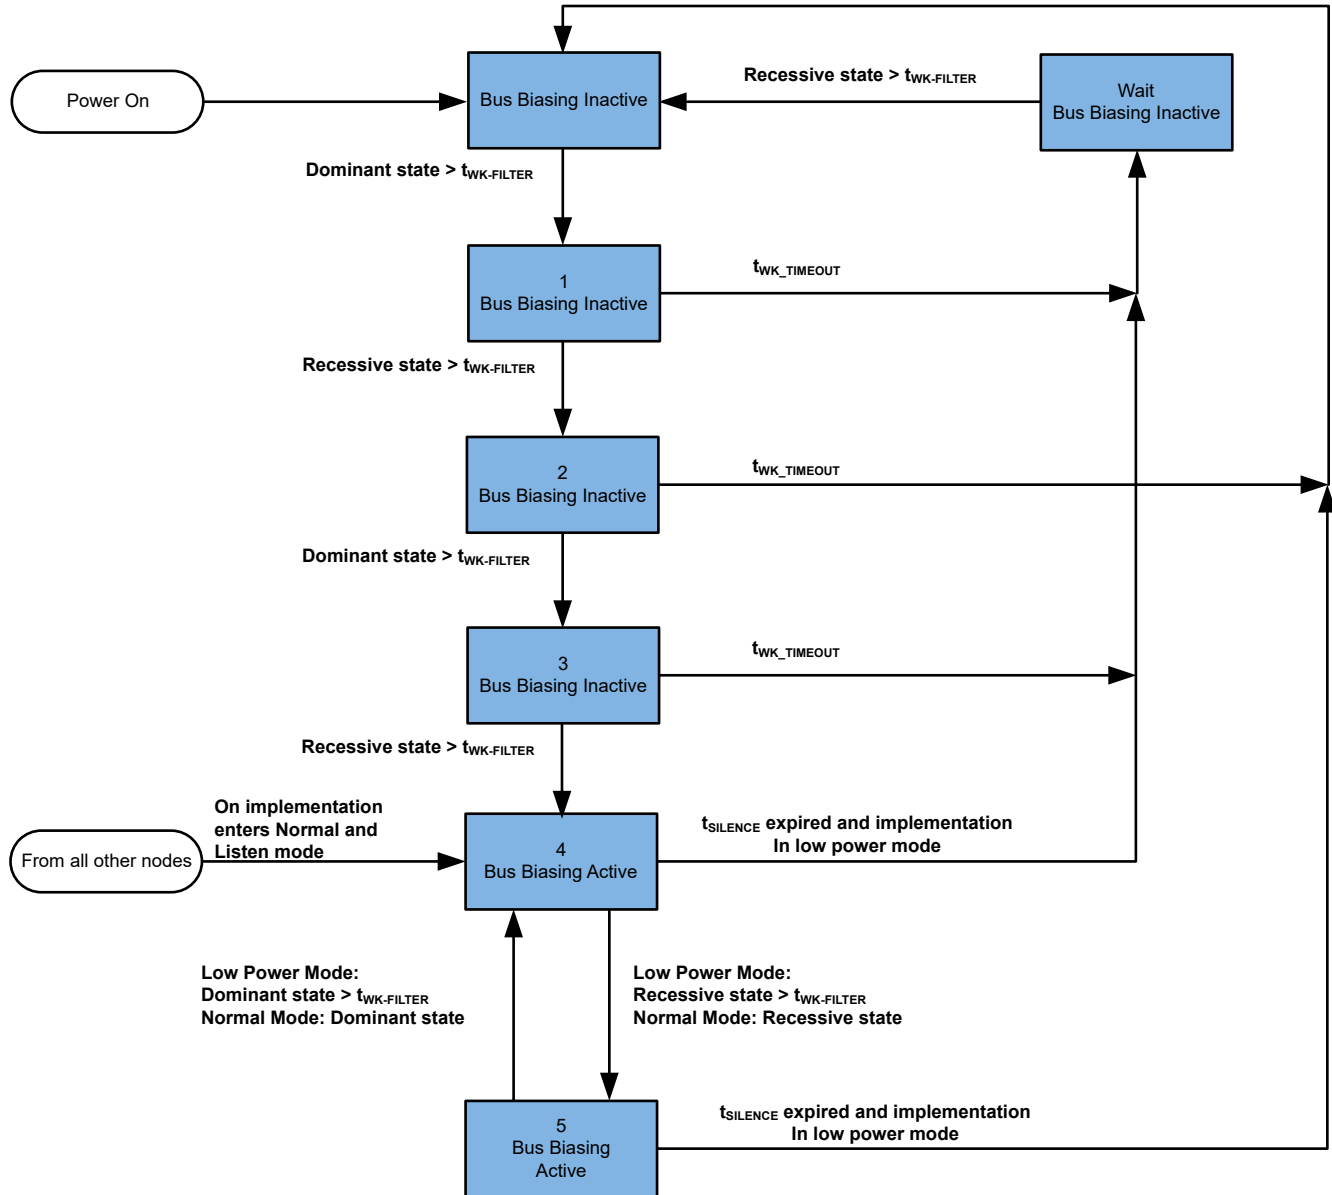 Power On
Bus Biasing Inactive
Recessive state > tWK-FILTER
Wait
Bus Biasing Inactive
Dominant state > tWK-FILTER
1
Bus Biasing Inactive
tWK_TIMEOUT
Recessive state > tWK-FILTER
2
Bus Biasing Inactive
tWK_TIMEOUT
Dominant state > tWK-FILTER
3
Bus Biasing Inactive
tWK_TIMEOUT
Recessive state > tWK-FILTER
From all other nodes
On implementation
enters Normal and
Listen mode
4
Bus Biasing Active
tSILENCE expired and implementation
In low power mode
Low Power Mode:
Dominant state > tWK-FILTER
Normal Mode: Dominant state
Low Power Mode:
Recessive state > tWK-FILTER
Normal Mode: Recessive state
5
Bus Biasing
Active
tSILENCE expired and implementation
In low power mode